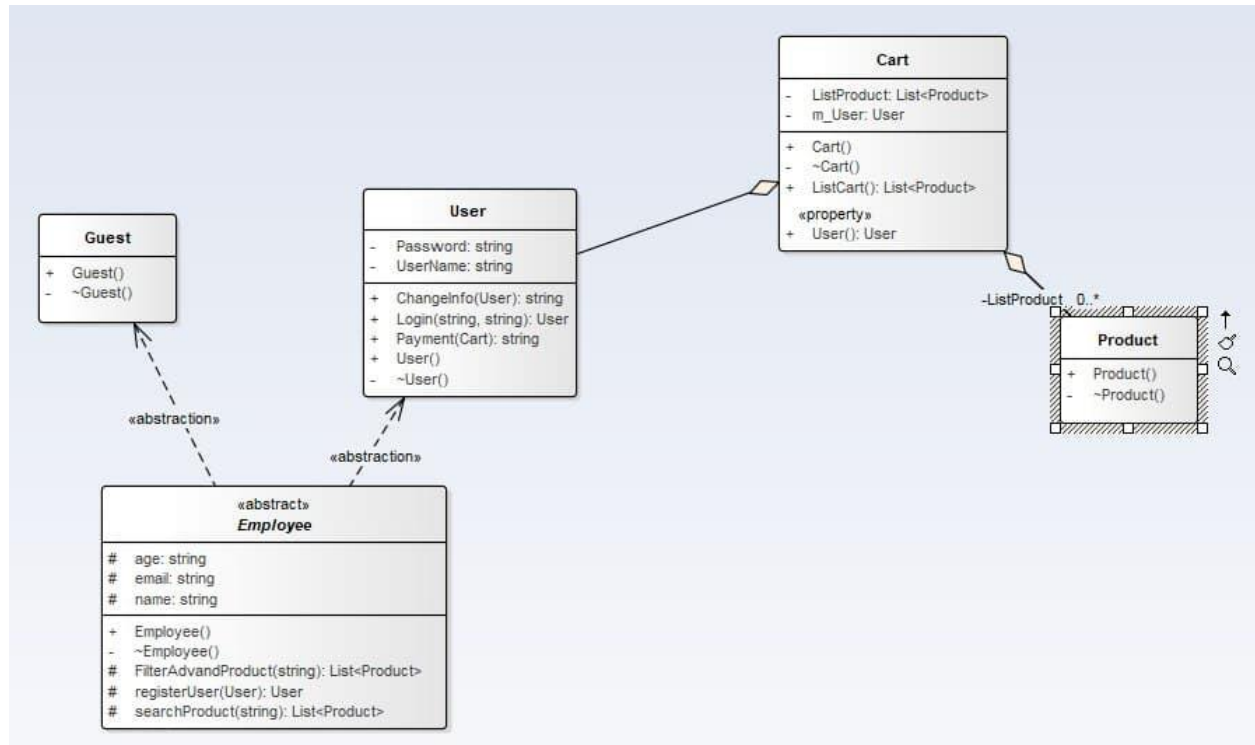 Cart
- ListProduct: List<Product>
- m_User: User
+ Cart()
- ~Cart()
+ ListCart(): List<Product>
«property»
+ User(): User
User
- Password: string
- UserName: string
+ ChangeInfo(User): string
+ Login(string, string): User
+ Payment(Cart): string
+ User()
- ~User()
Guest
+ Guest()
- ~Guest()
-ListProduct 0..*
Product
+ Product()
- ~Product()
«abstraction»
«abstraction»
«abstract»
Employee
# age: string
# email: string
# name: string
+ Employee()
- ~Employee()
# FilterAdvandProduct(string): List<Product>
# registerUser(User): User
# searchProduct(string): List<Product>